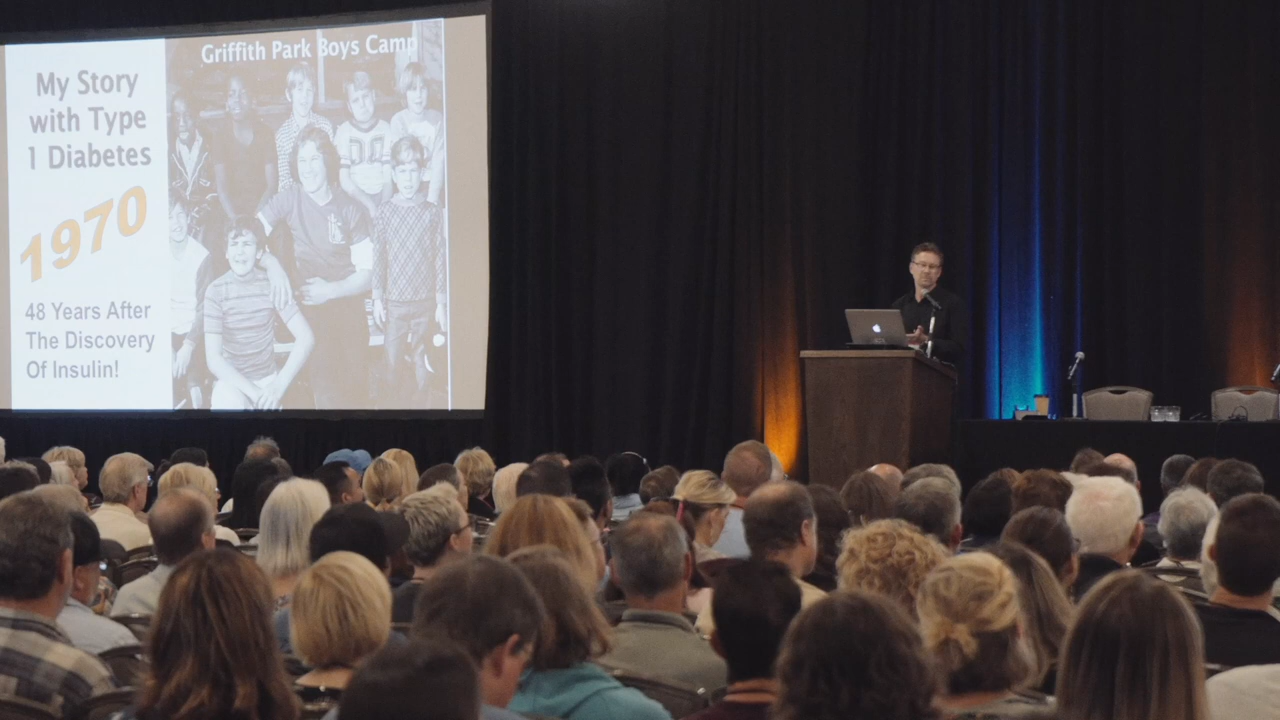 My Story
with Type
1 Diabetes
1970
48 Years After
The Discovery
Of Insulin!
Griffith Park Boys Camp